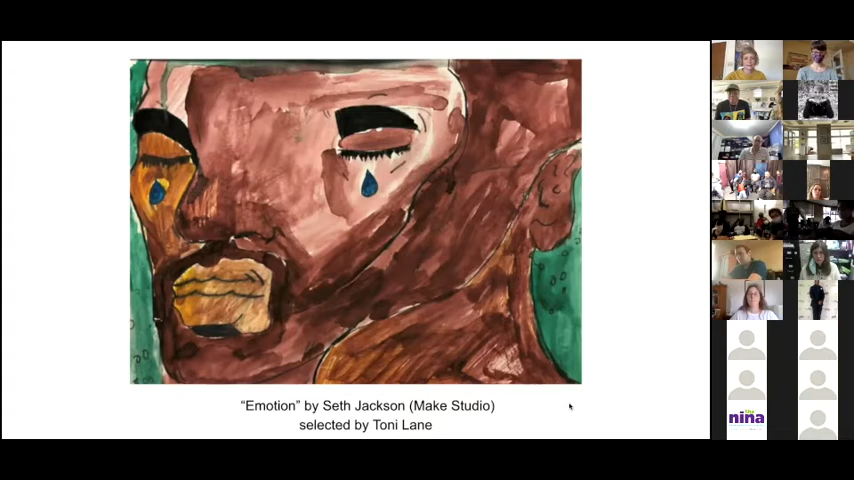 “Emotion” by Seth Jackson (Make Studio)
selected by Toni Lane
nina